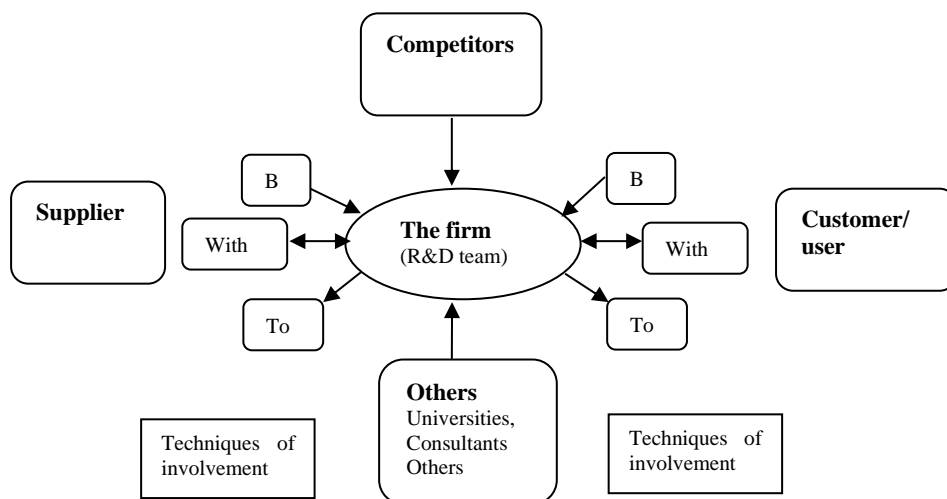 Competitors
B
B
Supplier
The firm
Customer/
user
With
(R&D team)
With
To
To
Others
Universities,
Consultants
Others
Techniques of
involvement
Techniques of
involvement